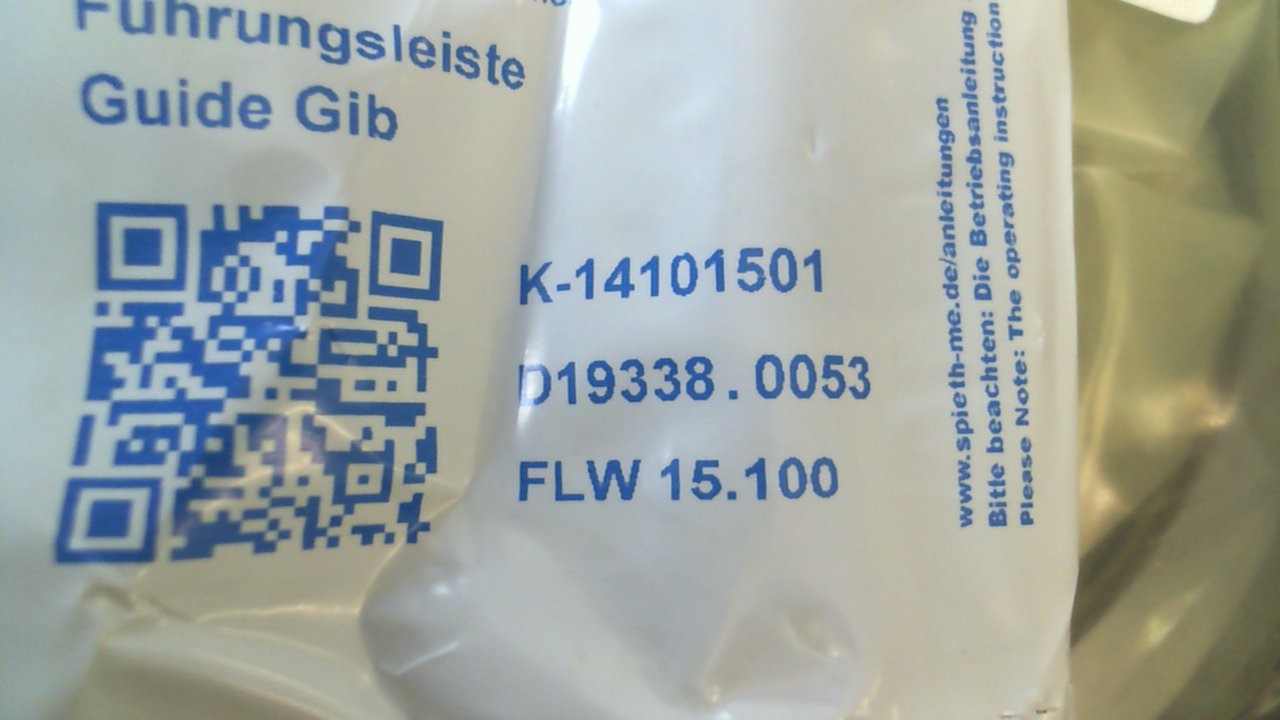 Führungsleiste
Guide Gib
K-14101501
D19338.0053
FLW 15.100
www.spieth-me.de/anleitungen
Bitte beachten: Die Betriebsanleitung
Please Note: The operating instruction